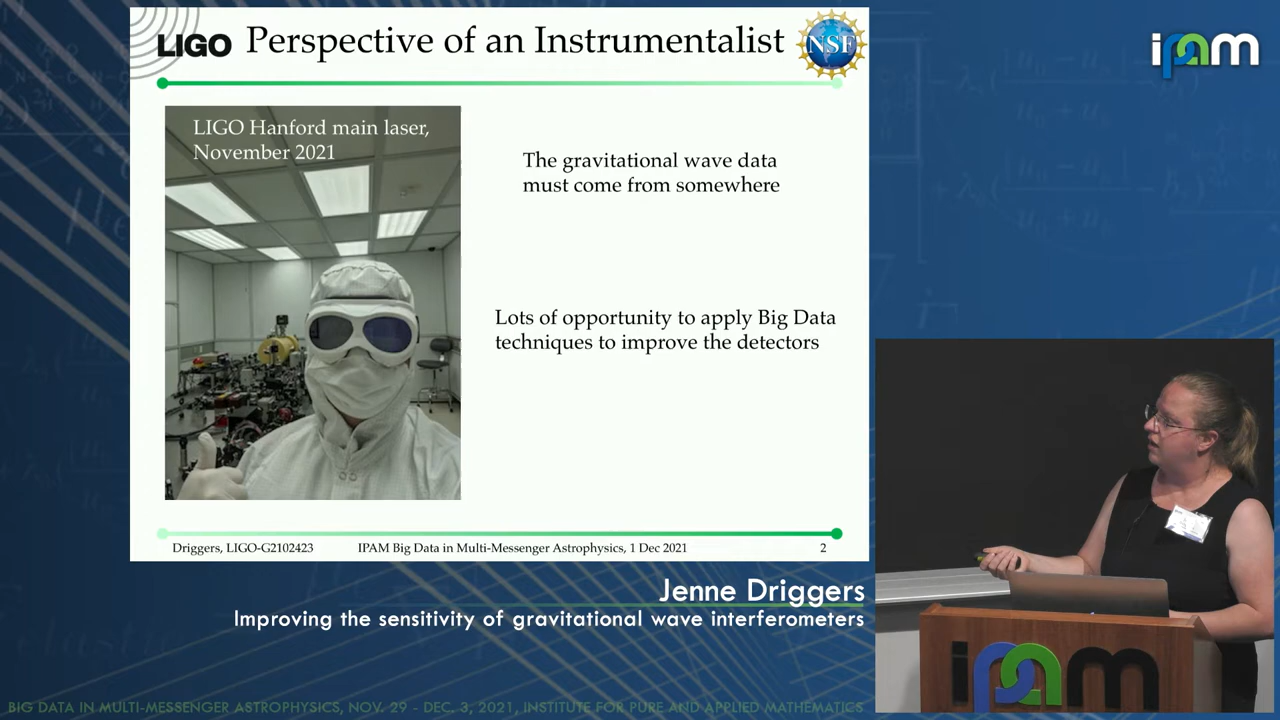 LIGO
Perspective of an Instrumentalist
NSF
ipam
LIGO Hanford main laser,
November 2021
The gravitational wave data
must come from somewhere
Lots of opportunity to apply Big Data
techniques to improve the detectors
Driggers, LIGO-G2102423
IPAM Big Data in Multi-Messenger Astrophysics, 1 Dec 2021
2
Jenne Driggers
Improving the sensitivity of gravitational wave interferometers
ipam
BIG DATA IN MULTI-MESSENGER ASTROPHYSICS, NOV. 29 - DEC. 3, 2021, INSTITUTE FOR PURE AND APPLIED MATHEMATICS